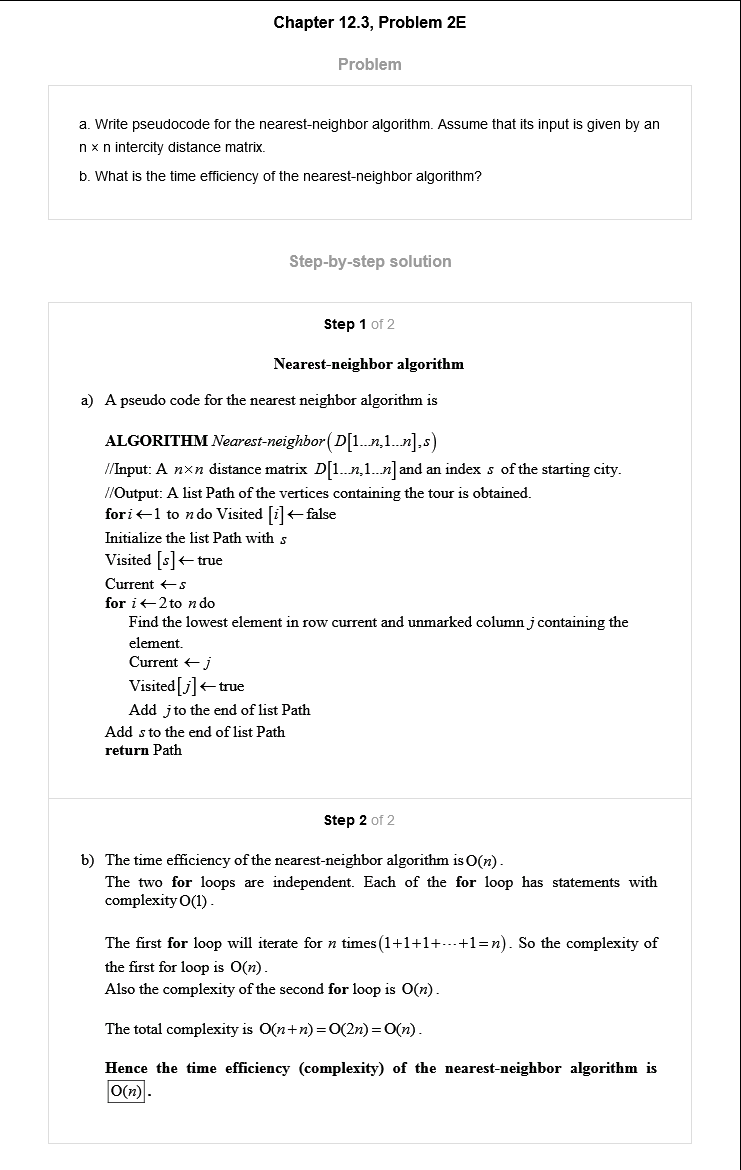 Chapter 12.3, Problem 2E
Problem
a. Write pseudocode for the nearest-neighbor algorithm. Assume that its input is given by an
n × n intercity distance matrix.
b. What is the time efficiency of the nearest-neighbor algorithm?
Step-by-step solution
Step 1 of 2
Nearest-neighbor algorithm
a) A pseudo code for the nearest neighbor algorithm is
ALGORITHM Nearest-neighbor(D[1...n,1...n],s)
//Input: A n×n distance matrix D[1...n,1...n] and an index s of the starting city.
//Output: A list Path of the vertices containing the tour is obtained.
for i ←1 to n do Visited [i]←false
Initialize the list Path with s
Visited [s]←true
Current ←s
for i ←2 to n do
Find the lowest element in row current and unmarked column j containing the
element.
Current ← j
Visited[j]←true
Add j to the end of list Path
Add s to the end of list Path
return Path
Step 2 of 2
b) The time efficiency of the nearest-neighbor algorithm is O(n).
The two for loops are independent. Each of the for loop has statements with
complexity O(1).
The first for loop will iterate for n times(1+1+1+⋯+1=n). So the complexity of
the first for loop is O(n).
Also the complexity of the second for loop is O(n).
The total complexity is O(n+n)=O(2n)=O(n).
Hence the time efficiency (complexity) of the nearest-neighbor algorithm is
O(n).